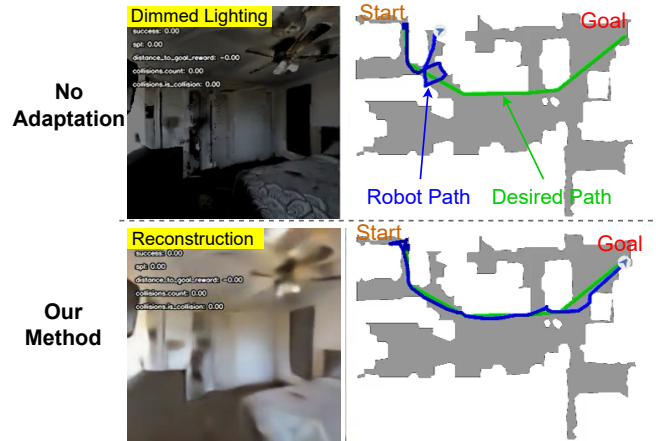 Dimmed Lighting
success: 0.00
spl: 0.00
distance_to_goal_reward: -0.00
collisions.count: 0.00
collisions.is_collision: 0.00
No
Adaptation
Start
Goal
Robot Path
Desired Path
Reconstruction
success: 0.00
spl: 0.00
distance_to_goal_reward: -0.00
collisions.count: 0.00
collisions.is_collision: 0.00
Our
Method
Start
Goal